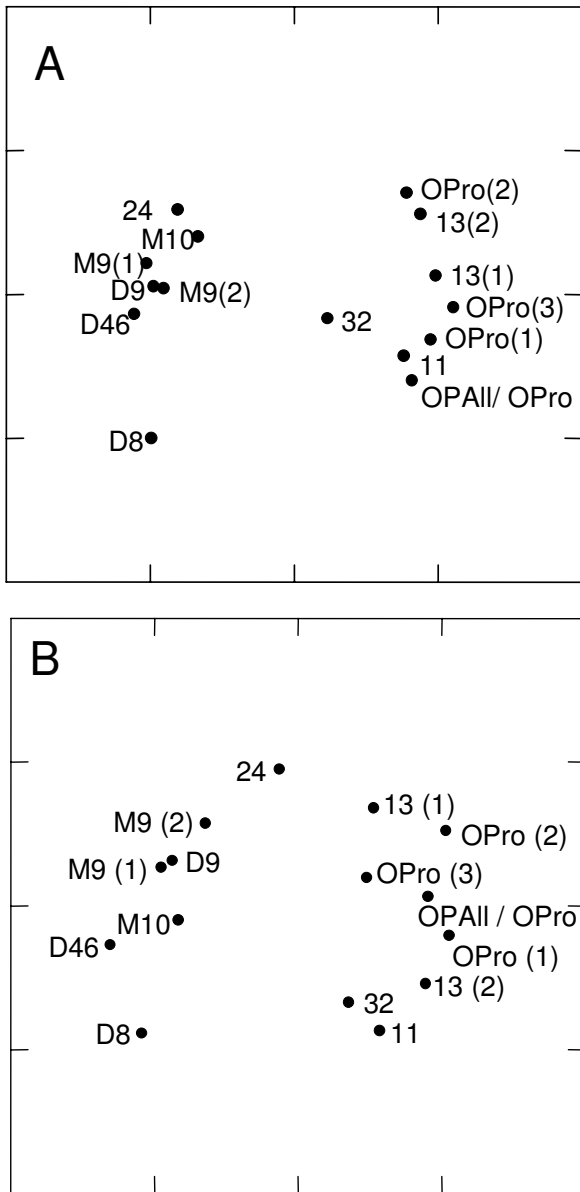 A
OPro(2)
24
13(2)
M10
M9(1)
13(1)
D9
M9(2)
OPro(3)
D46
32
OPro(1)
11
OPAll/ OPro
D8
B
24
13 (1)
M9 (2)
OPro (2)
M9 (1)
D9
OPro (3)
OPAll / OPro
M10
D46
OPro (1)
13 (2)
32
D8
11